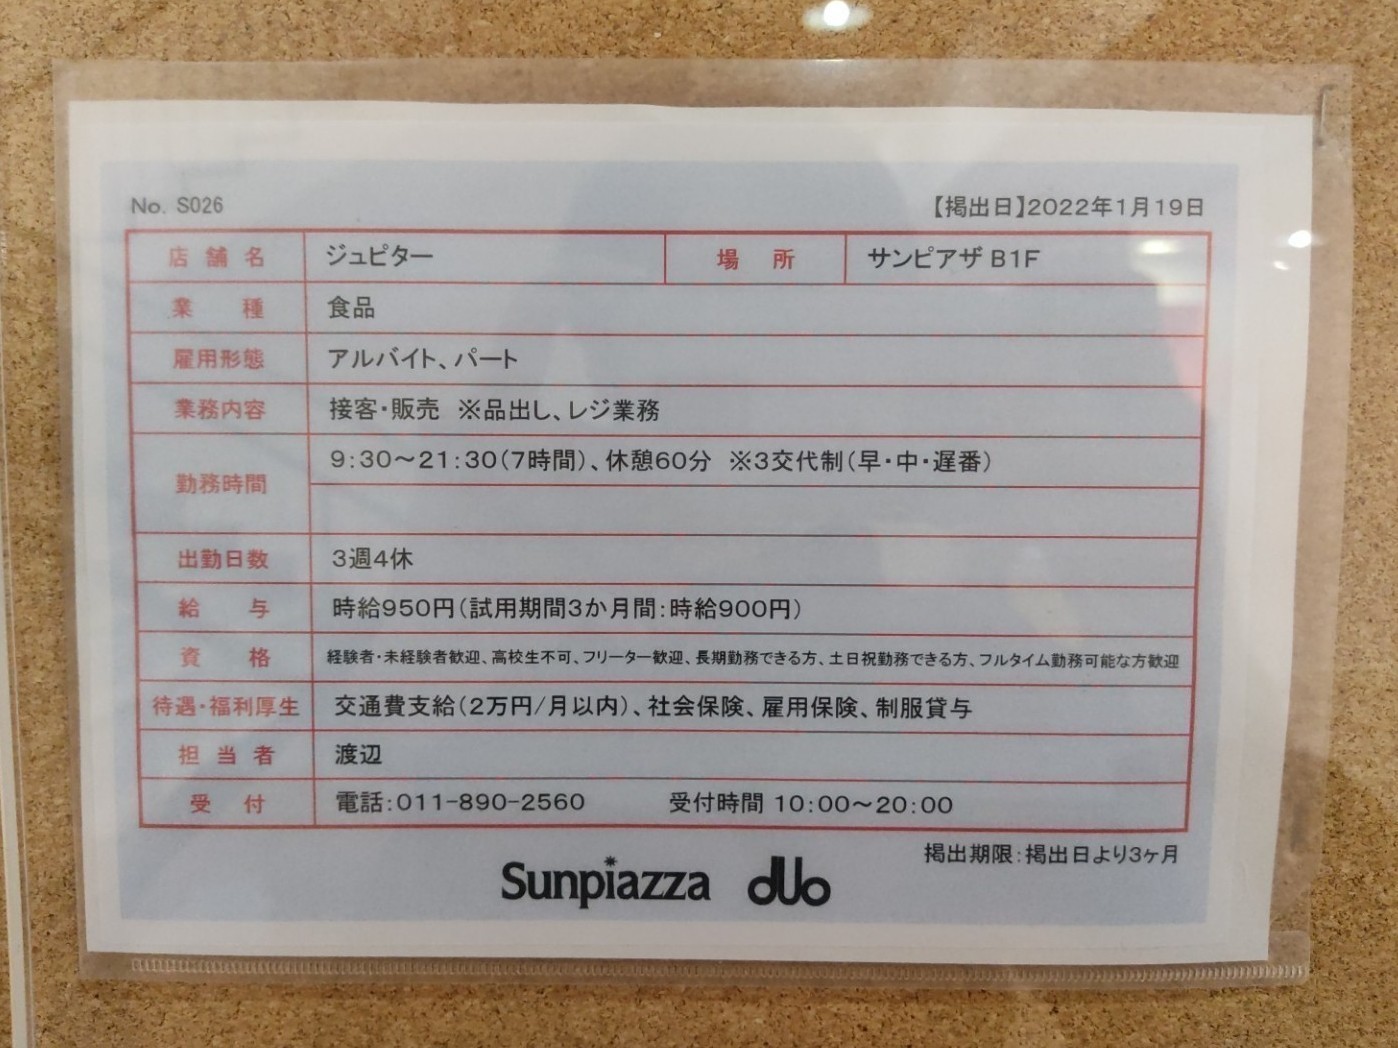 No. S026
【掲出日】2022年1月19日
店舗名 ジュピター 場所 サンピアザ B1F
業種 食品
雇用形態 アルバイト、パート
業務内容 接客・販売 ※品出し、レジ業務
勤務時間 9:30～21:30(7時間)、休憩60分 ※3交代制(早・中・遅番)
出勤日数 3週4休
給与 時給950円(試用期間3か月間:時給900円)
資格 経験者・未経験者歓迎、高校生不可、フリーター歓迎、長期勤務できる方、土日祝勤務できる方、フルタイム勤務可能な方歓迎
待遇・福利厚生 交通費支給(2万円/月以内)、社会保険、雇用保険、制服貸与
担当者 渡辺
受付 電話:011-890-2560 受付時間 10:00～20:00
掲出期限:掲出日より3ヶ月
Sunpiazza duo